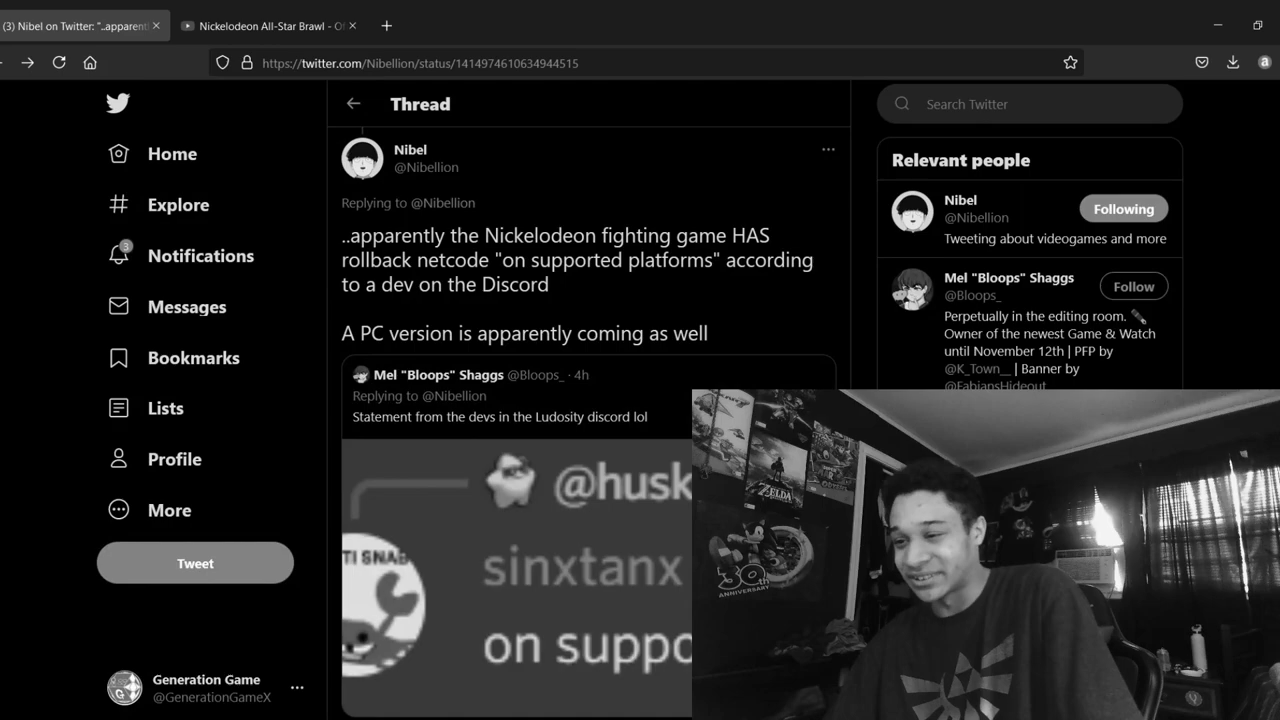 (3) Nibel on Twitter: "..apparent
Nickelodeon All-Star Brawl - Of
https://twitter.com/Nibellion/status/1414974610634944515
Home
Explore
3
Notifications
Messages
Bookmarks
Lists
Profile
More
Tweet
Generation Game
@GenerationGameX
Thread
Nibel
@Nibellion
Replying to @Nibellion
..apparently the Nickelodeon fighting game HAS
rollback netcode "on supported platforms" according
to a dev on the Discord
A PC version is apparently coming as well
Mel "Bloops" Shaggs @Bloops_ · 4h
Replying to @Nibellion
Statement from the devs in the Ludosity discord lol
@husk
sinxtanx
on suppo
Search Twitter
Relevant people
Nibel
@Nibellion
Following
Tweeting about videogames and more
Mel "Bloops" Shaggs
@Bloops_
Follow
Perpetually in the editing room.
Owner of the newest Game & Watch
until November 12th | PFP by
@K_Town__ | Banner by
@FabiansHideout
ZELDA
30th
ANNIVERSARY